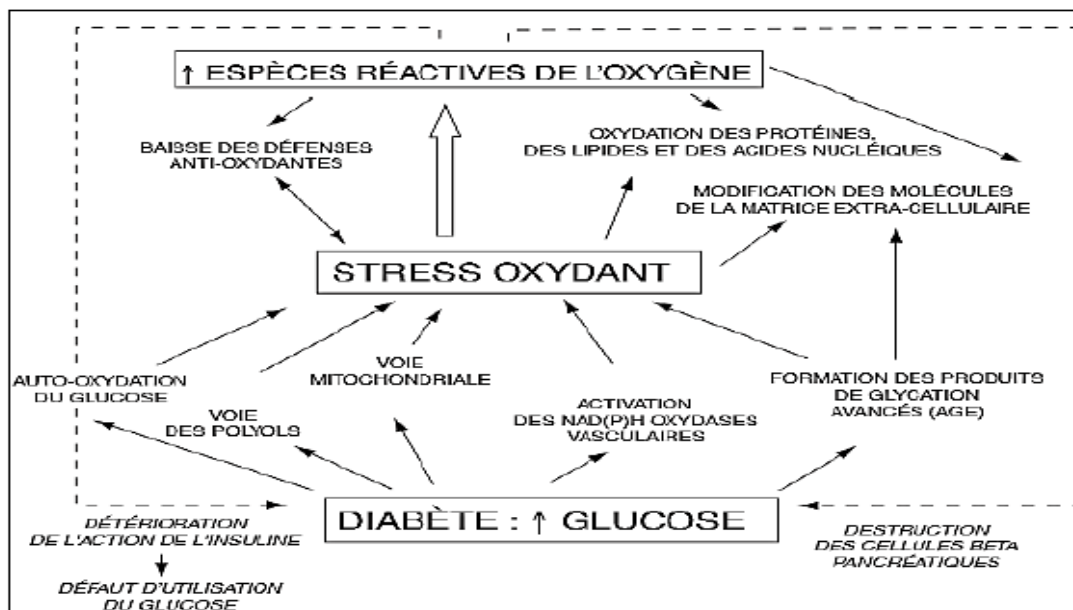 ↑ ESPÈCES RÉACTIVES DE L'OXYGÈNE
BAISSE DES DÉFENSES
ANTI-OXYDANTES
OXYDATION DES PROTÉINES,
DES LIPIDES ET DES ACIDES NUCLÉIQUES
MODIFICATION DES MOLÉCULES
DE LA MATRICE EXTRA-CELLULAIRE
STRESS OXYDANT
AUTO-OXYDATION
DU GLUCOSE
VOIE
DES POLYOLS
VOIE
MITOCHONDRIALE
ACTIVATION
DES NAD(P)H OXYDASES
VASCULAIRES
FORMATION DES PRODUITS
DE GLYCATION
AVANCÉS (AGE)
DIABÈTE : ↑ GLUCOSE
DÉTÉRIORATION
DE L'ACTION DE L'INSULINE
DÉFAUT D'UTILISATION
DU GLUCOSE
DESTRUCTION
DES CELLULES BETA
PANCRÉATIQUES